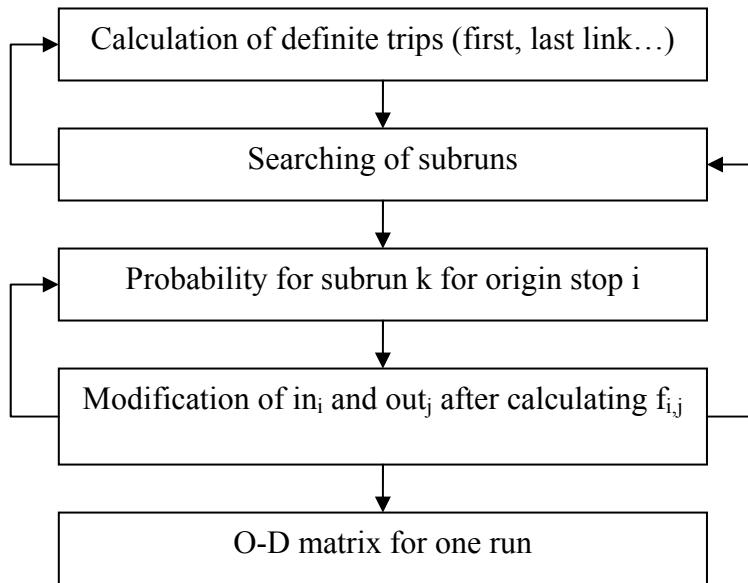 Calculation of definite trips (first, last link…)
Searching of subruns
Probability for subrun k for origin stop i
Modification of inᵢ and outⱼ after calculating fᵢ,ⱼ
O-D matrix for one run